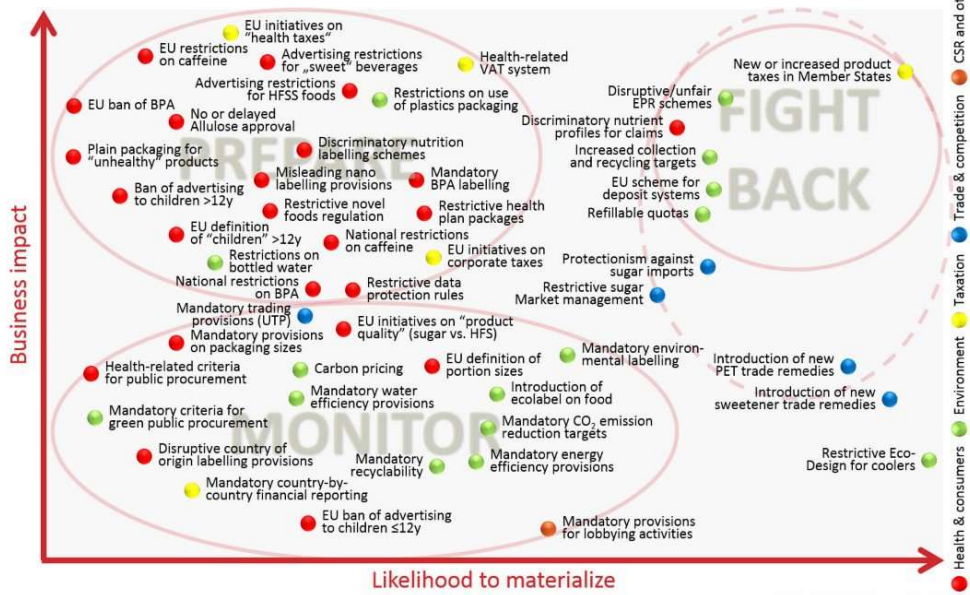 EU initiatives on
"health taxes"
EU restrictions
on caffeine
Advertising restrictions
for „sweet" beverages
Health-related
VAT system
New or increased product
taxes in Member States
Advertising restrictions
for HFSS foods
Restrictions on use
of plastics packaging
Disruptive/unfair
EPR schemes
EU ban of BPA
No or delayed
Allulose approval
Discriminatory nutrient
profiles for claims
FIGHT
BACK
PREPARE
Plain packaging for
"unhealthy" products
Discriminatory nutrition
labelling schemes
Increased collection
and recycling targets
Misleading nano
labelling provisions
Mandatory
BPA labelling
EU scheme for
deposit systems
Ban of advertising
to children >12y
Restrictive novel
foods regulation
Restrictive health
plan packages
Refillable quotas
EU definition
of "children" >12y
National restrictions
on caffeine
EU initiatives on
corporate taxes
Restrictions on
bottled water
Protectionism against
sugar imports
National restrictions
on BPA
Restrictive data
protection rules
Restrictive sugar
Market management
Mandatory trading
provisions (UTP)
EU initiatives on "product
quality" (sugar vs. HFS)
Mandatory provisions
on packaging sizes
Mandatory environ-
mental labelling
Health-related criteria
for public procurement
Carbon pricing
EU definition of
portion sizes
Introduction of new
PET trade remedies
Mandatory water
efficiency provisions
Introduction of
ecolabel on food
Introduction of new
sweetener trade remedies
Mandatory criteria for
green public procurement
MONITOR
Mandatory CO₂ emission
reduction targets
Disruptive country of
origin labelling provisions
Mandatory
recyclability
Mandatory energy
efficiency provisions
Restrictive Eco-
Design for coolers
Mandatory country-by-
country financial reporting
EU ban of advertising
to children ≤12y
Mandatory provisions
for lobbying activities
Business impact
Likelihood to materialize
Health & consumers
Environment
Taxation
Trade & competition
CSR and